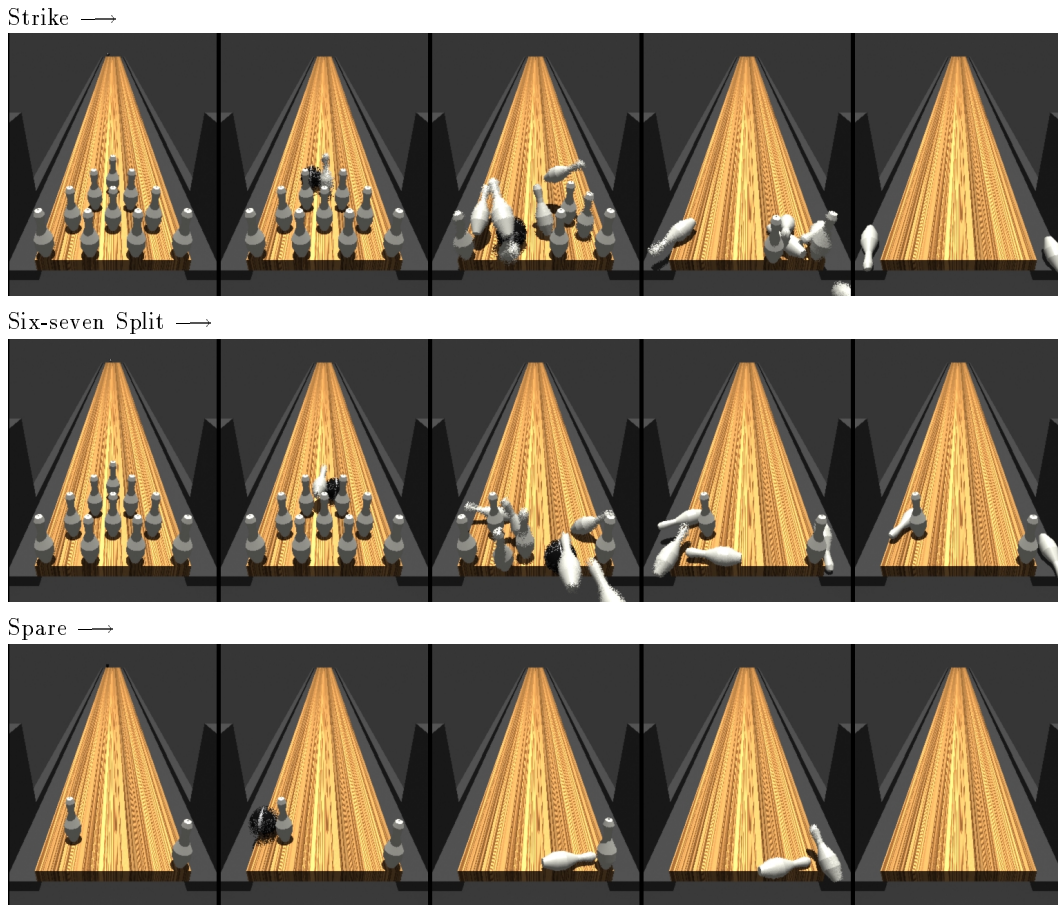 Strike →
Six-seven Split →
Spare →